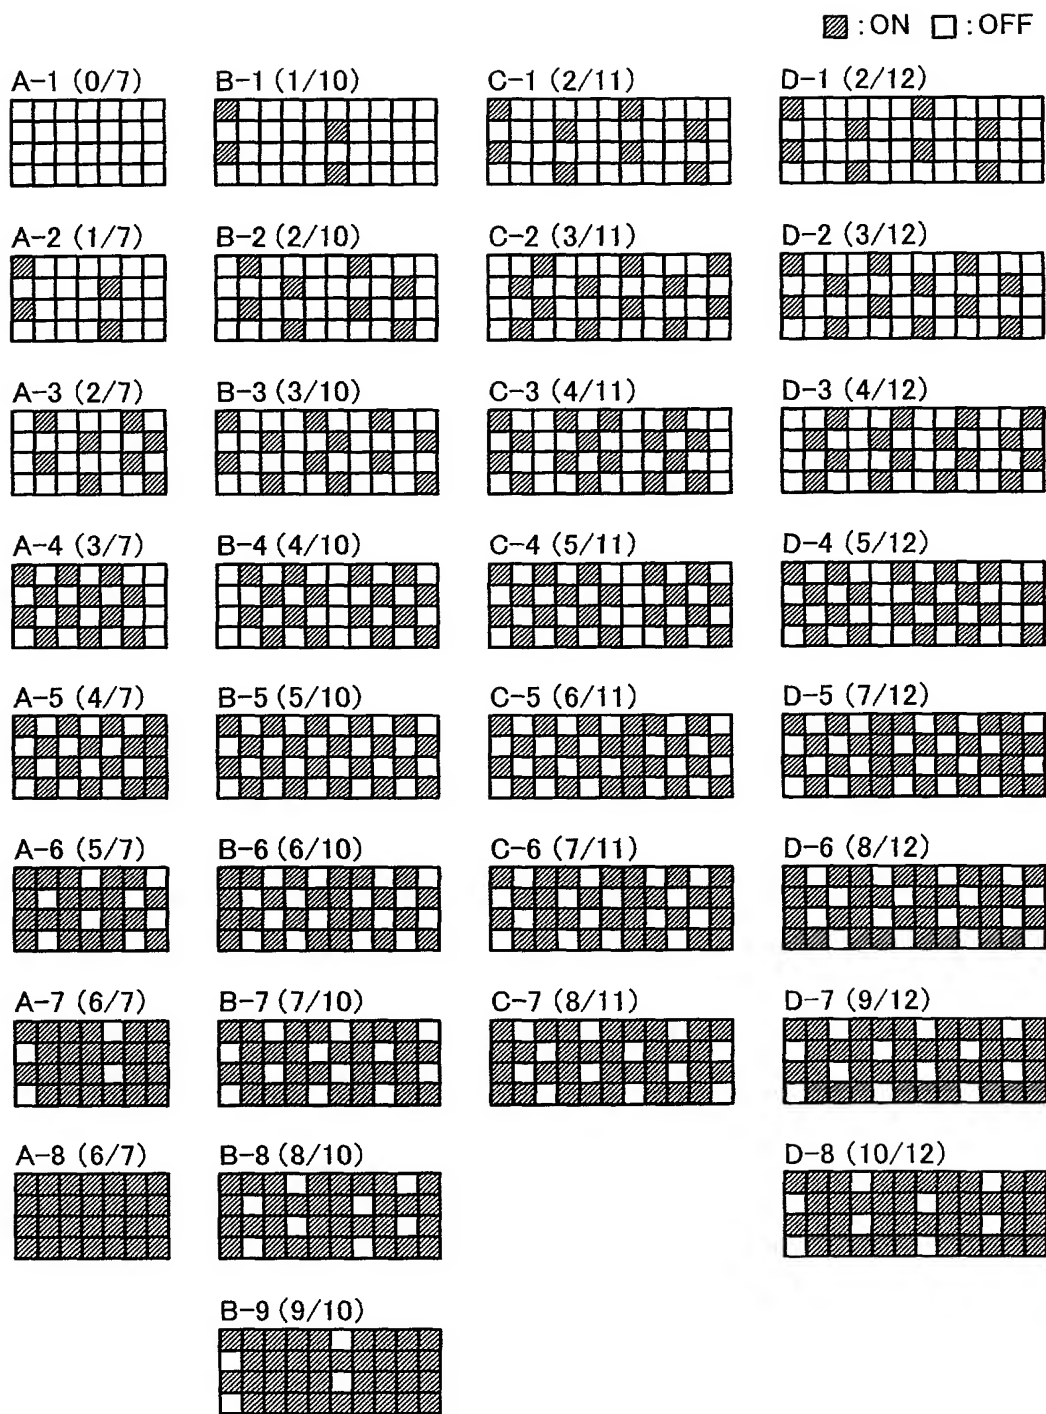 :ON :OFF
A-1 (0/7) B-1 (1/10) C-1 (2/11) D-1 (2/12)
A-2 (1/7) B-2 (2/10) C-2 (3/11) D-2 (3/12)
A-3 (2/7) B-3 (3/10) C-3 (4/11) D-3 (4/12)
A-4 (3/7) B-4 (4/10) C-4 (5/11) D-4 (5/12)
A-5 (4/7) B-5 (5/10) C-5 (6/11) D-5 (7/12)
A-6 (5/7) B-6 (6/10) C-6 (7/11) D-6 (8/12)
A-7 (6/7) B-7 (7/10) C-7 (8/11) D-7 (9/12)
A-8 (6/7) B-8 (8/10) D-8 (10/12)
B-9 (9/10)